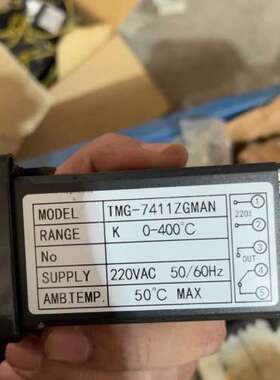 MODEL TMG-7411ZGMAN
RANGE K 0-400℃
No
SUPPLY 220VAC 50/60Hz
AMBTEMP. 50℃ MAX
1
2
3
4
5
OUT